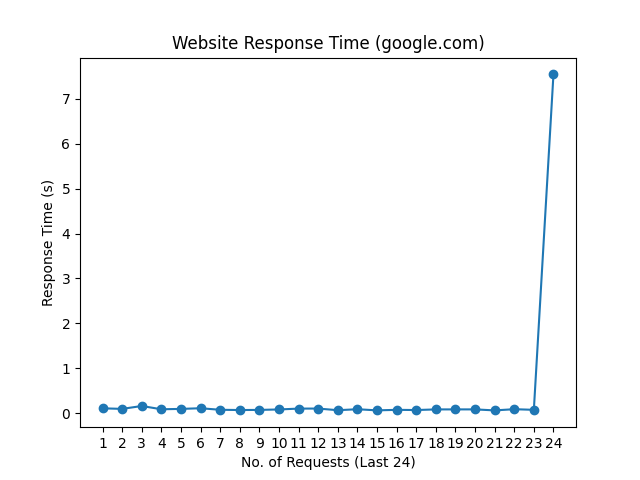 Website Response Time (google.com)
Response Time (s)
7
6
5
4
3
2
1
0
1 2 3 4 5 6 7 8 9 10 11 12 13 14 15 16 17 18 19 20 21 22 23 24
No. of Requests (Last 24)